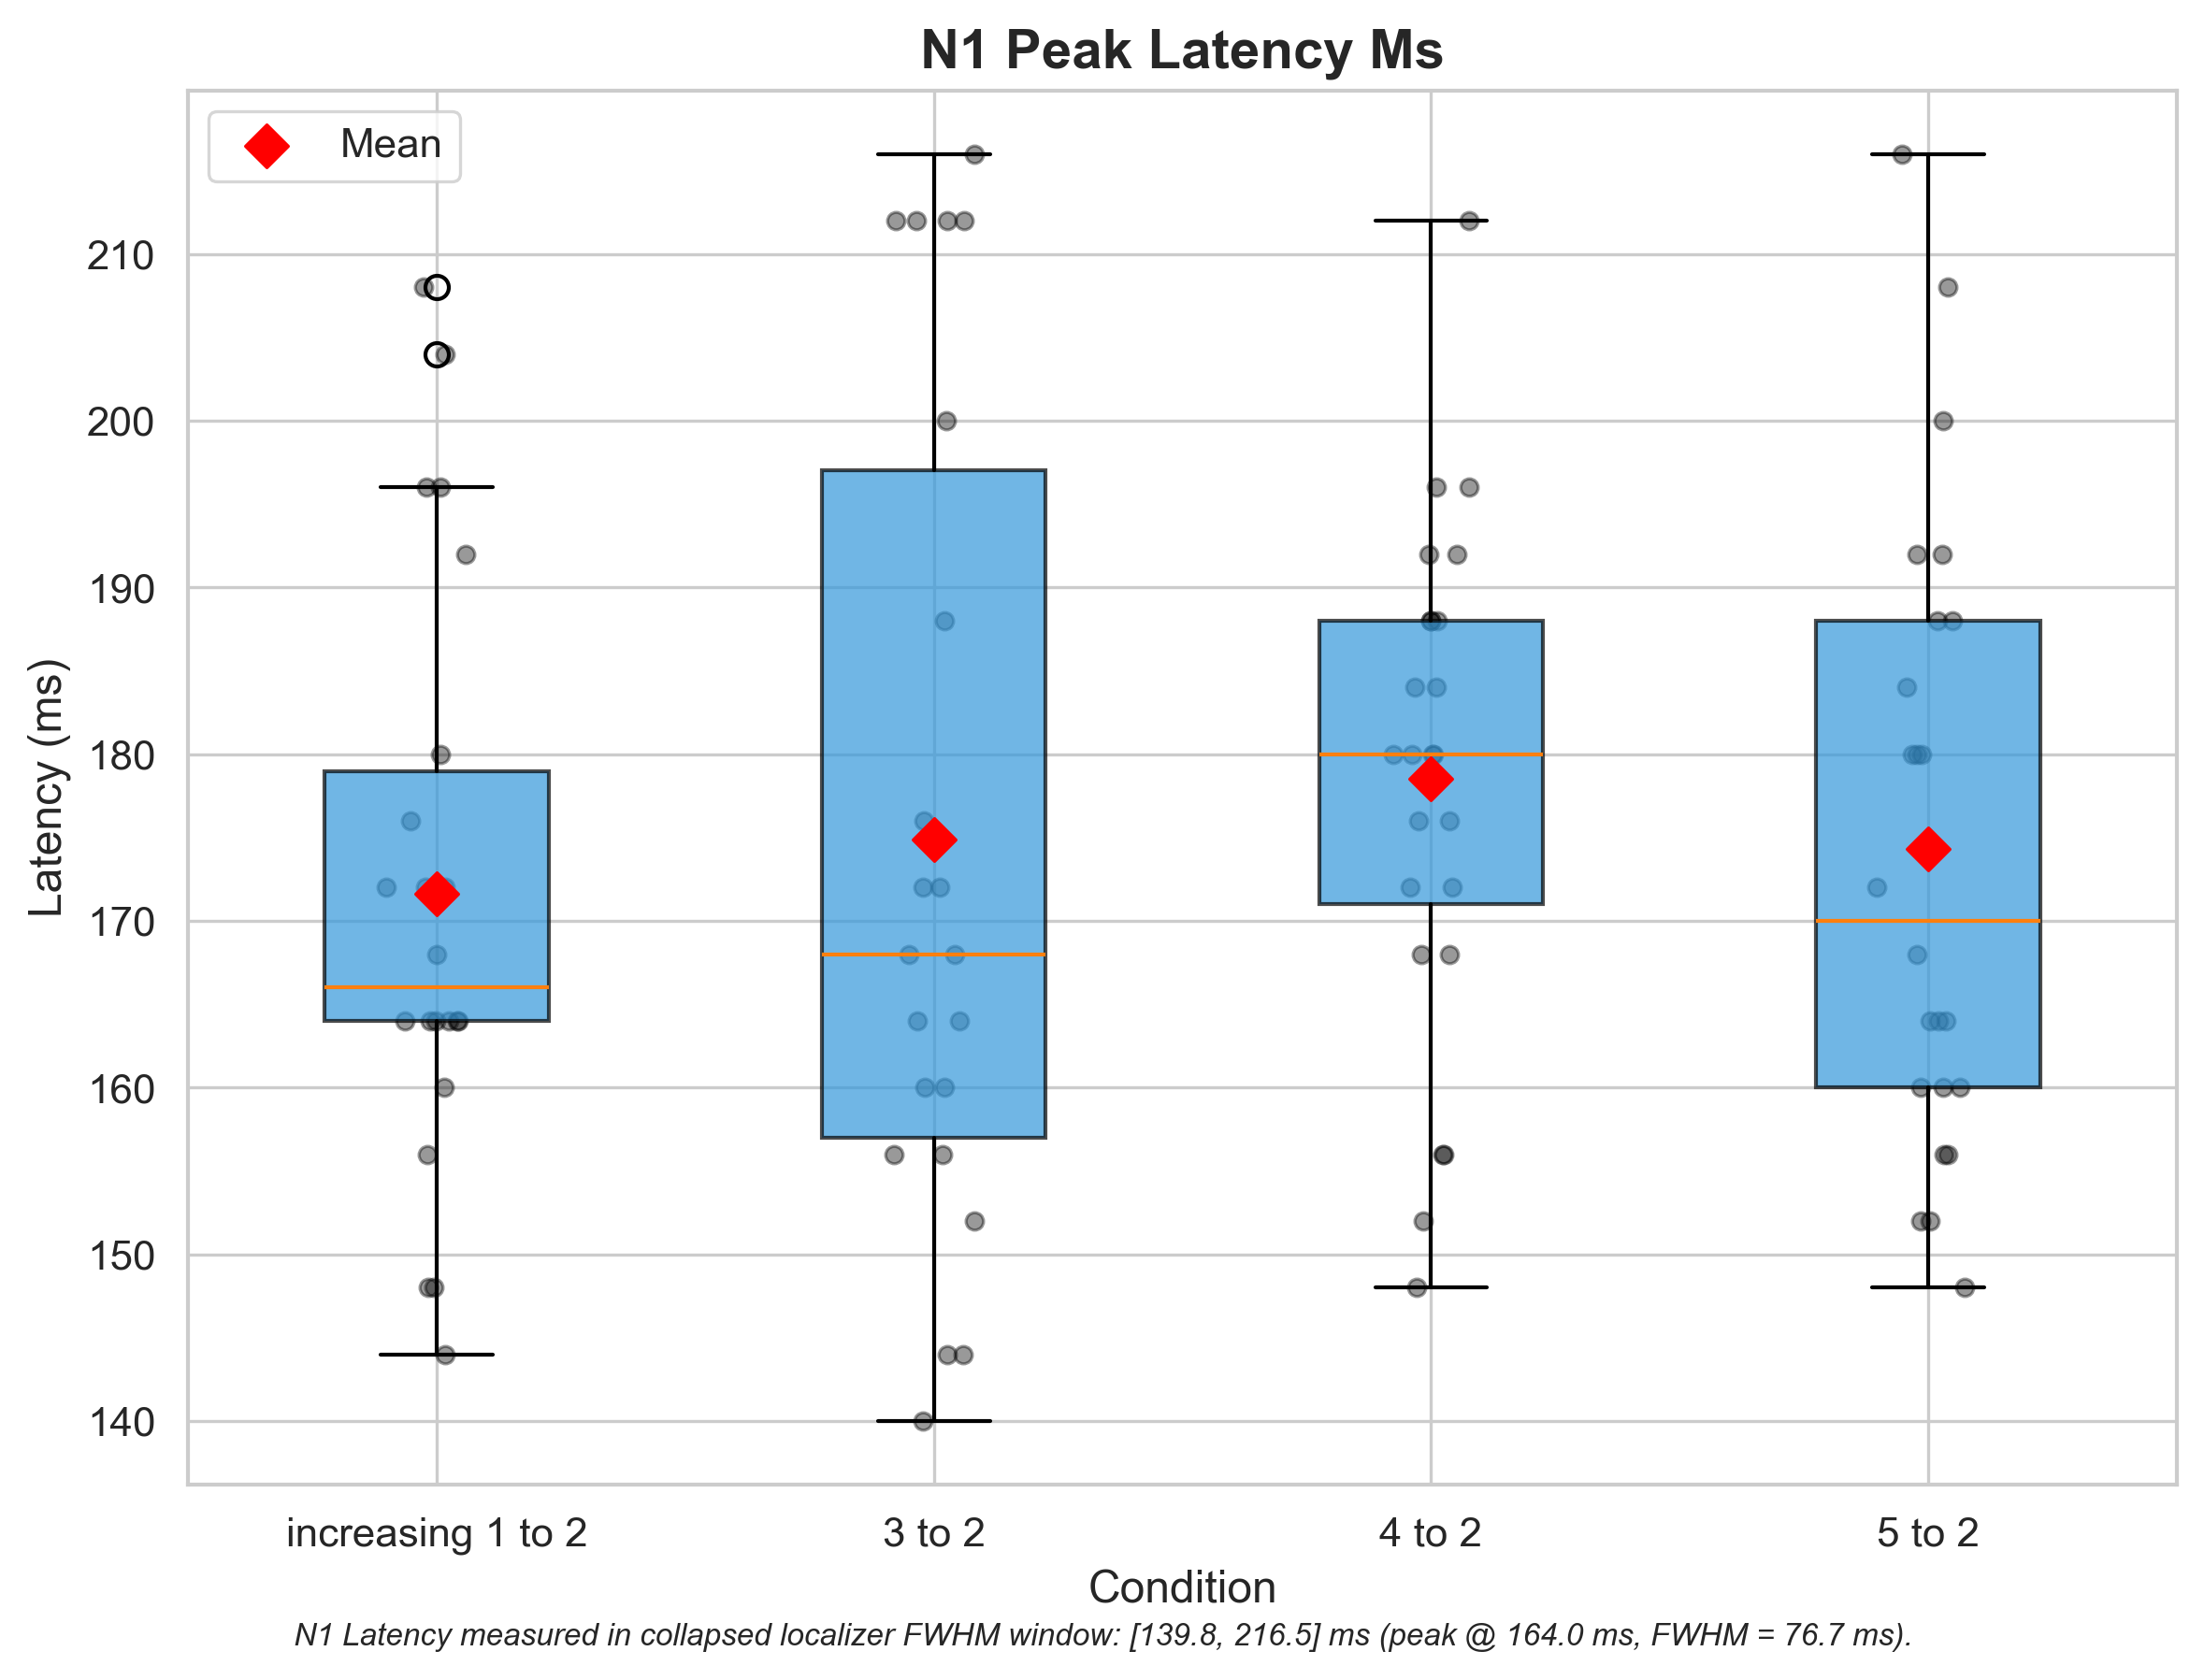 N1 Peak Latency Ms
Mean
Latency (ms)
210
200
190
180
170
160
150
140
increasing 1 to 2
3 to 2
4 to 2
5 to 2
Condition
N1 Latency measured in collapsed localizer FWHM window: [139.8, 216.5] ms (peak @ 164.0 ms, FWHM = 76.7 ms).